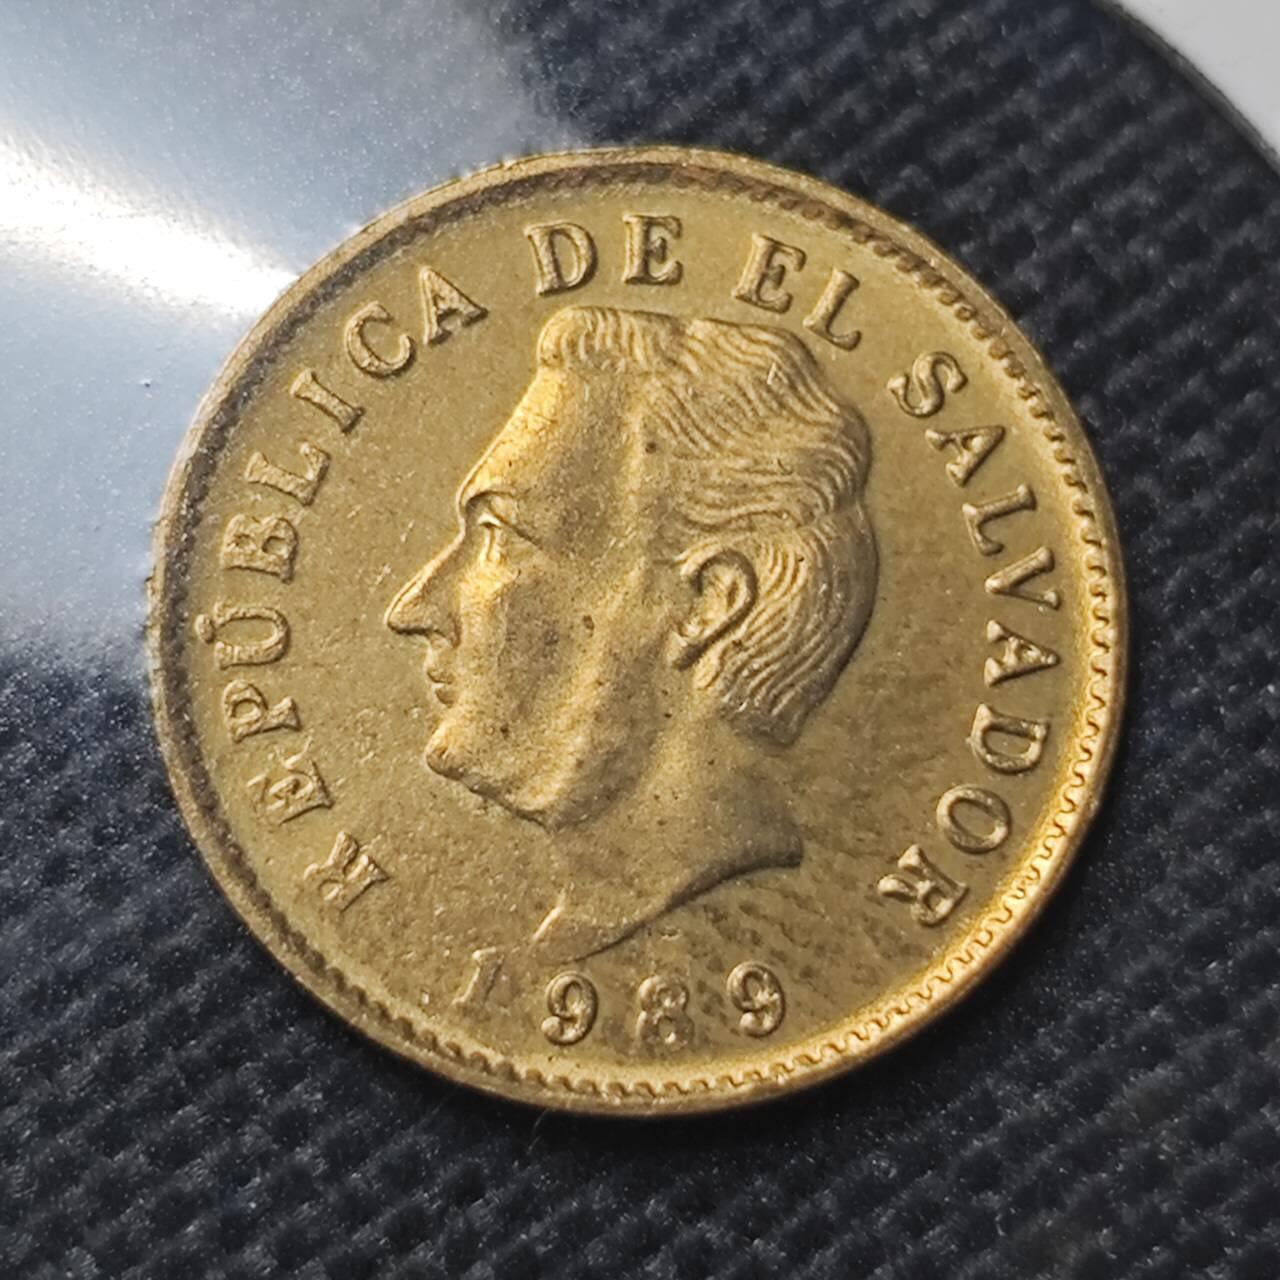 REPÚBLICA DE EL SALVADOR
1989